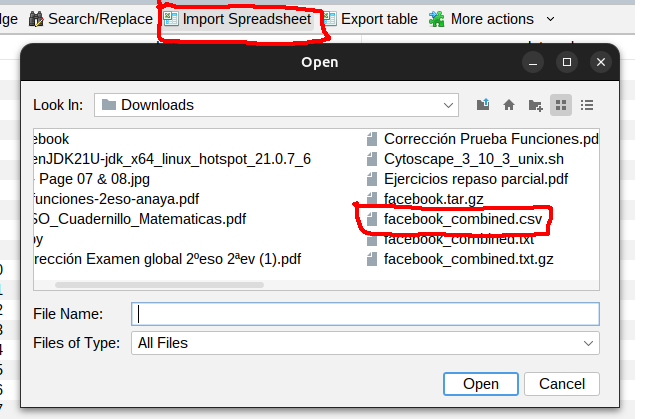 Search/Replace Import Spreadsheet Export table More actions
Open
Look In: Downloads
ebook
enJDK21U-jdk_x64_linux_hotspot_21.0.7_6
Page 07 & 08.jpg
funciones-2eso-anaya.pdf
SO_Cuadernillo_Matematicas.pdf
py
rrección Examen global 2ºeso 2ªev (1).pdf
Corrección Prueba Funciones.pd
Cytoscape_3_10_3_unix.sh
Ejercicios repaso parcial.pdf
facebook.tar.gz
facebook_combined.csv
facebook_combined.txt
facebook_combined.txt.gz
File Name:
Files of Type: All Files
Open Cancel